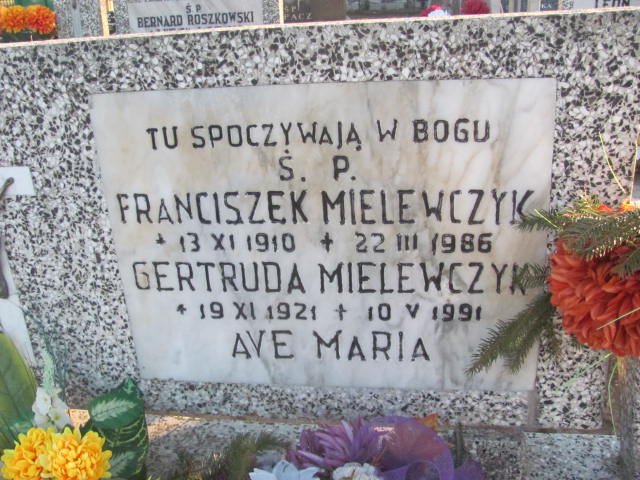 Ś P
BERNARD ROSZKOWSKI
TU SPOCZYWAJĄ W BOGU
Ś. P.
FRANCISZEK MIELEWCZYK
* 13 XI 1910 + 22 III 1986
GERTRUDA MIELEWCZYK
* 19 XI 1921 + 10 V 1991
AVE MARIA